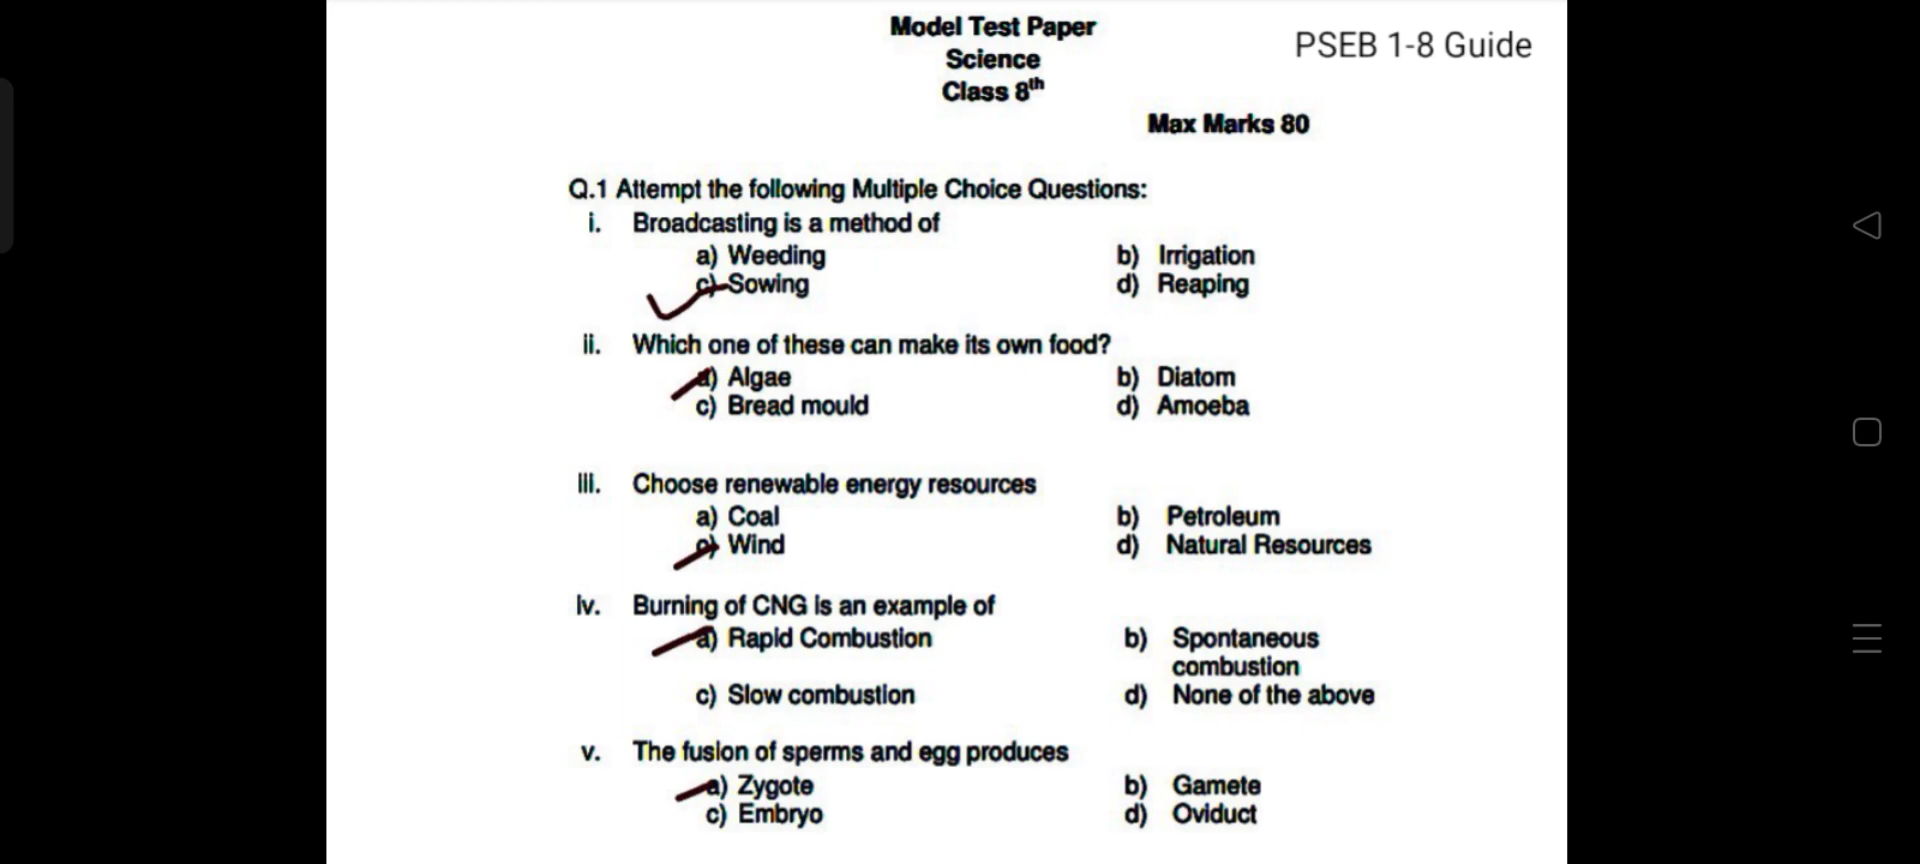 Model Test Paper
PSEB 1-8 Guide
Science
Class 8th
Max Marks 80
Q.1 Attempt the following Multiple Choice Questions:
i. Broadcasting is a method of
a) Weeding b) Irrigation
c) Sowing d) Reaping
ii. Which one of these can make its own food?
a) Algae b) Diatom
c) Bread mould d) Amoeba
iii. Choose renewable energy resources
a) Coal b) Petroleum
c) Wind d) Natural Resources
iv. Burning of CNG is an example of
a) Rapid Combustion b) Spontaneous
combustion
c) Slow combustion d) None of the above
v. The fusion of sperms and egg produces
a) Zygote b) Gamete
c) Embryo d) Oviduct